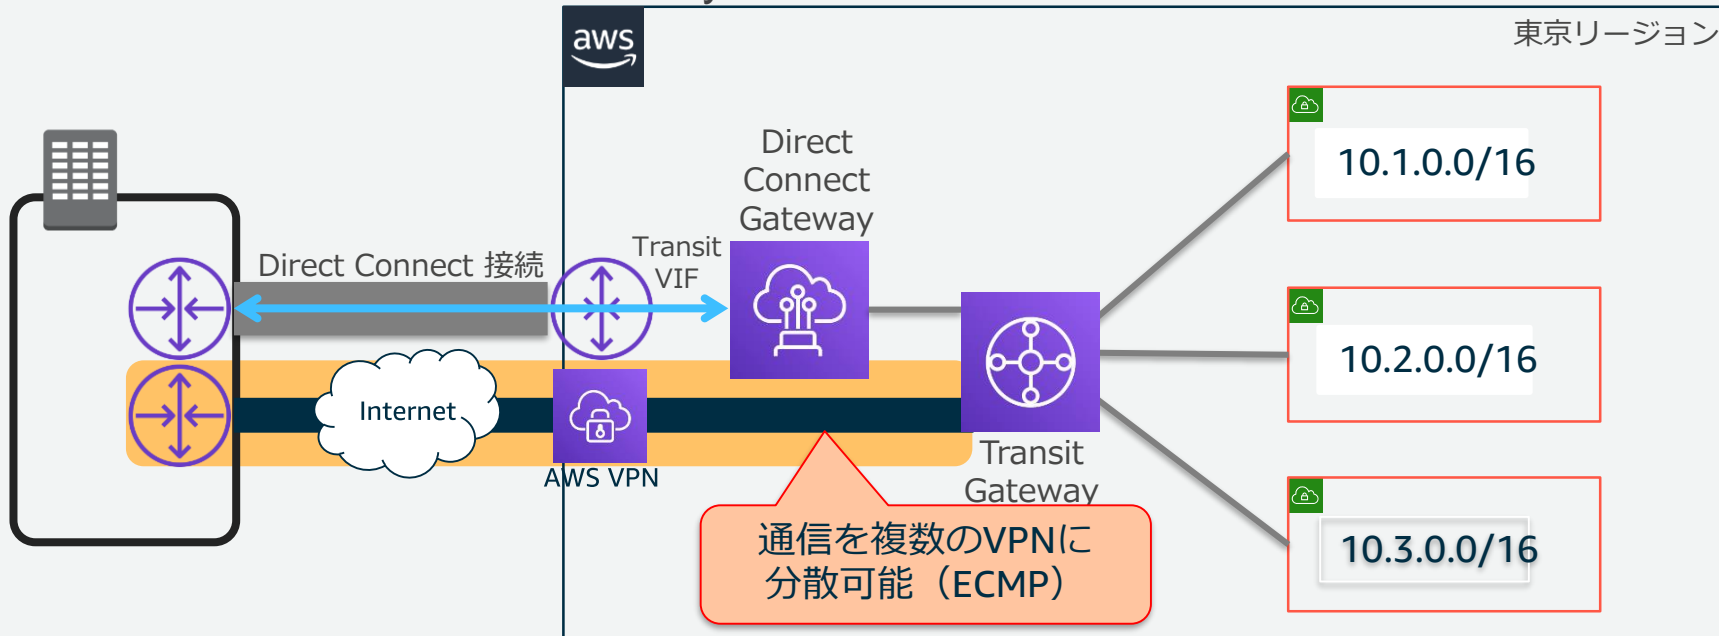 aws
東京リージョン
Direct
Connect
Gateway
10.1.0.0/16
Direct Connect 接続
Transit
VIF
10.2.0.0/16
Internet
AWS VPN
Transit
Gateway
通信を複数のVPNに
分散可能（ECMP）
10.3.0.0/16